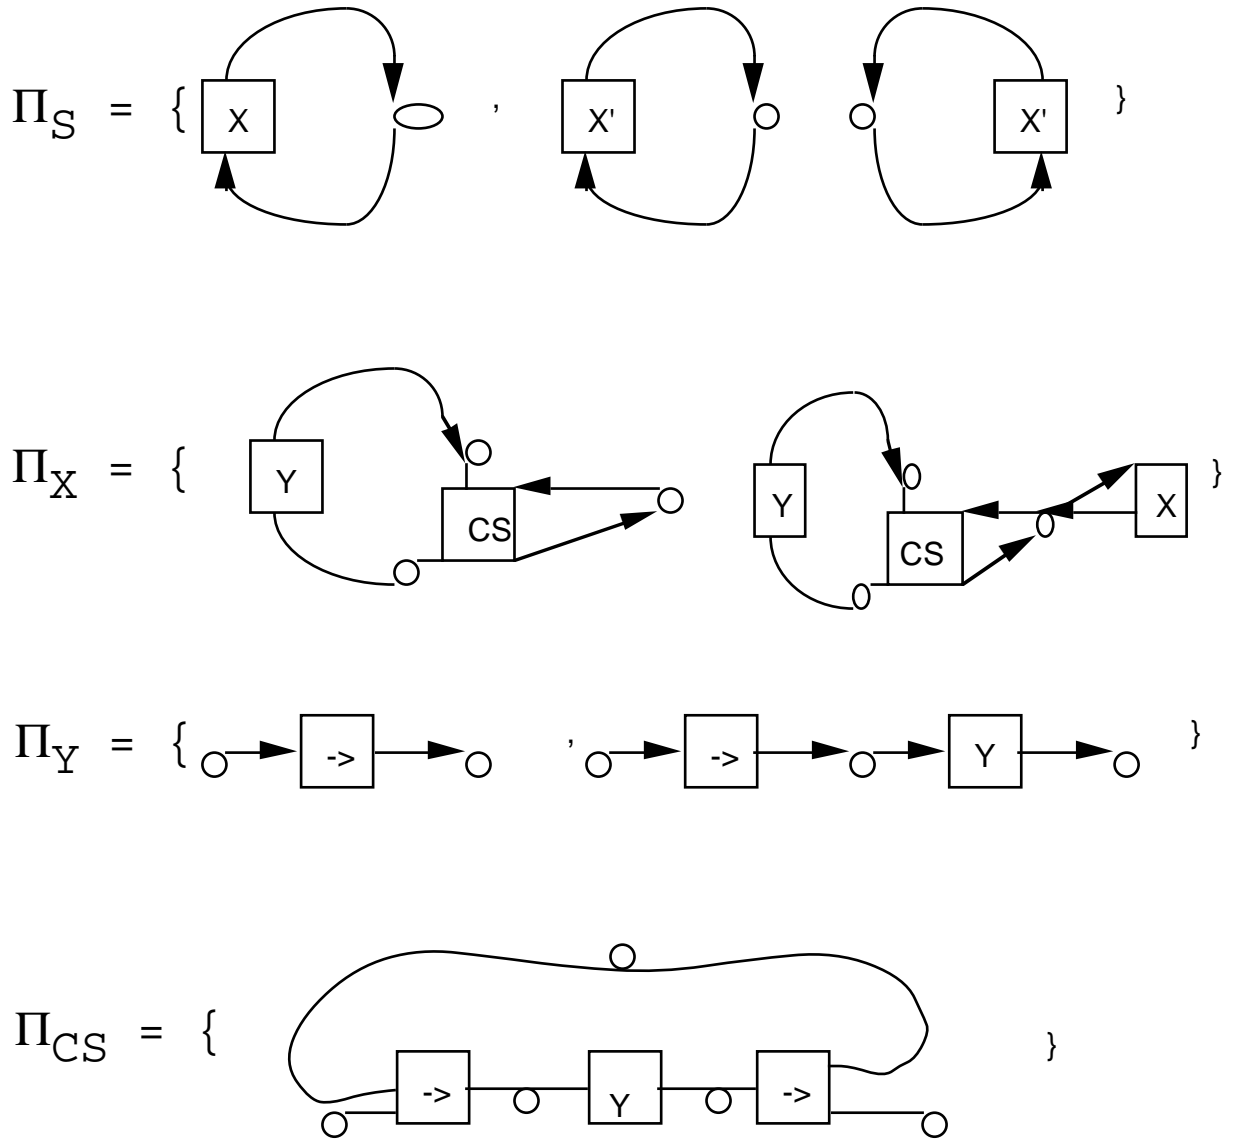 Π_S = { X , X' X' }
Π_X = { Y CS Y CS X }
Π_Y = { -> , -> Y }
Π_CS = { -> Y -> }